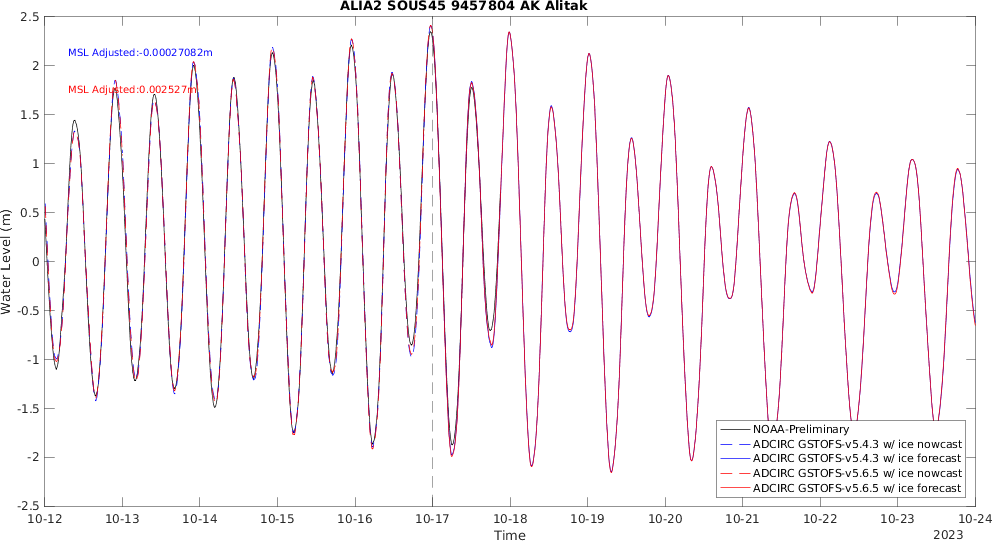 ALIA2 SOUS45 9457804 AK Alitak
MSL Adjusted:-0.00027082m
MSL Adjusted:0.002527m
Water Level (m)
2.5
2
1.5
1
0.5
0
-0.5
-1
-1.5
-2
-2.5
NOAA-Preliminary
ADCIRC GSTOFS-v5.4.3 w/ ice nowcast
ADCIRC GSTOFS-v5.4.3 w/ ice forecast
ADCIRC GSTOFS-v5.6.5 w/ ice nowcast
ADCIRC GSTOFS-v5.6.5 w/ ice forecast
10-12 10-13 10-14 10-15 10-16 10-17 10-18 10-19 10-20 10-21 10-22 10-23 10-24
Time
2023